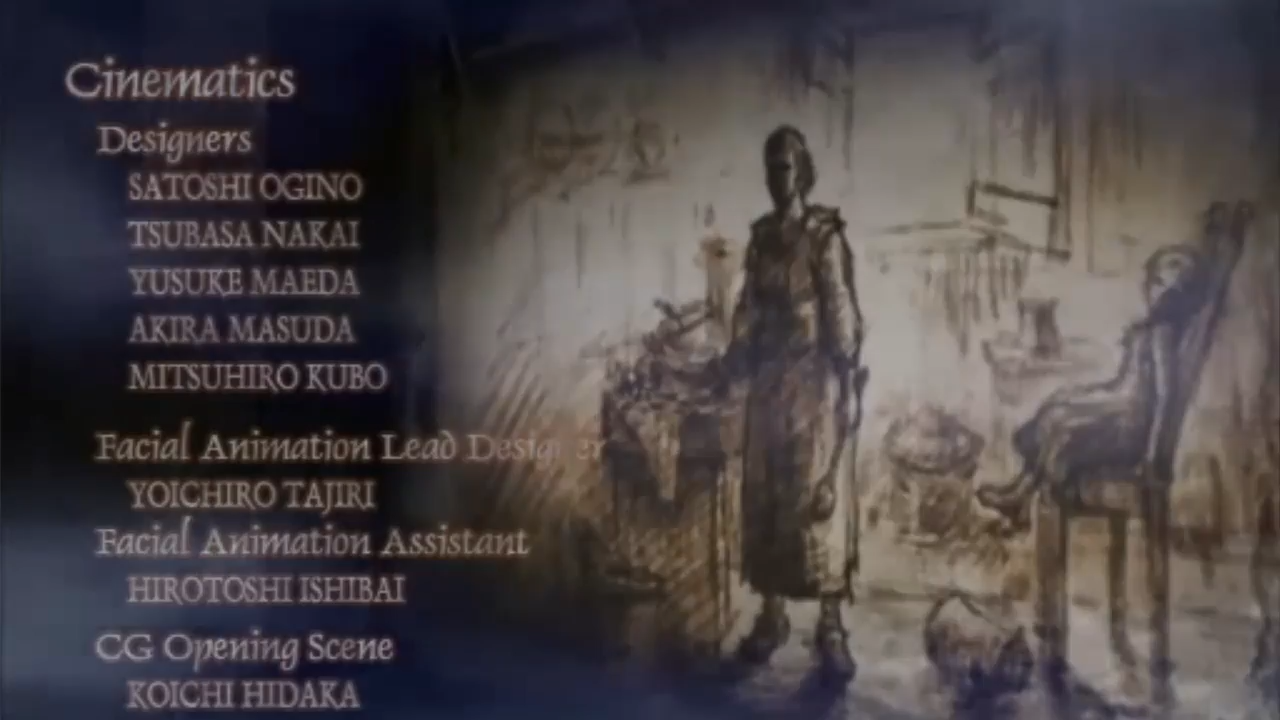 Cinematics
Designers
SATOSHI OGINO
TSUBASA NAKAI
YUSUKE MAEDA
AKIRA MASUDA
MITSUHIRO KUBO
Facial Animation Lead Designer
YOICHIRO TAJIRI
Facial Animation Assistant
HIROTOSHI ISHIBAI
CG Opening Scene
KOICHI HIDAKA